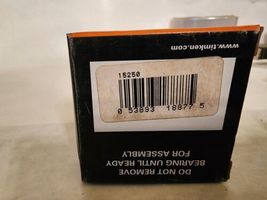 www.timken.com
15250
0 53893 18877 5
DO NOT REMOVE
BEARING UNTIL READY
FOR ASSEMBLY